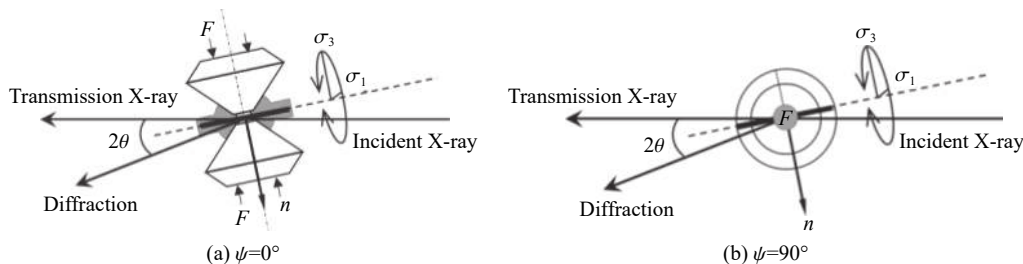 F
σ3
σ1
Transmission X-ray
Incident X-ray
2θ
Diffraction
F
n
(a) ψ=0°
σ3
σ1
Transmission X-ray
F
Incident X-ray
2θ
Diffraction
n
(b) ψ=90°